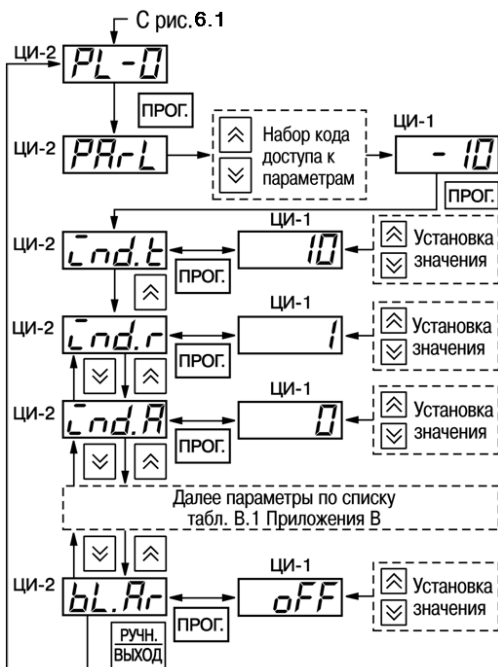 С рис.6.1
ЦИ-2
PL-0
ПРОГ.
ЦИ-2
PArL
Набор кода
доступа к
параметрам
ЦИ-1
-10
ПРОГ.
ЦИ-2
ind.t
ПРОГ.
ЦИ-1
10
Установка
значения
ЦИ-2
ind.r
ПРОГ.
ЦИ-1
1
Установка
значения
ЦИ-2
ind.A
ПРОГ.
ЦИ-1
0
Установка
значения
Далее параметры по списку
табл. В.1 Приложения В
ЦИ-2
bL.Ar
ПРОГ.
ЦИ-1
oFF
Установка
значения
РУЧН.
ВЫХОД